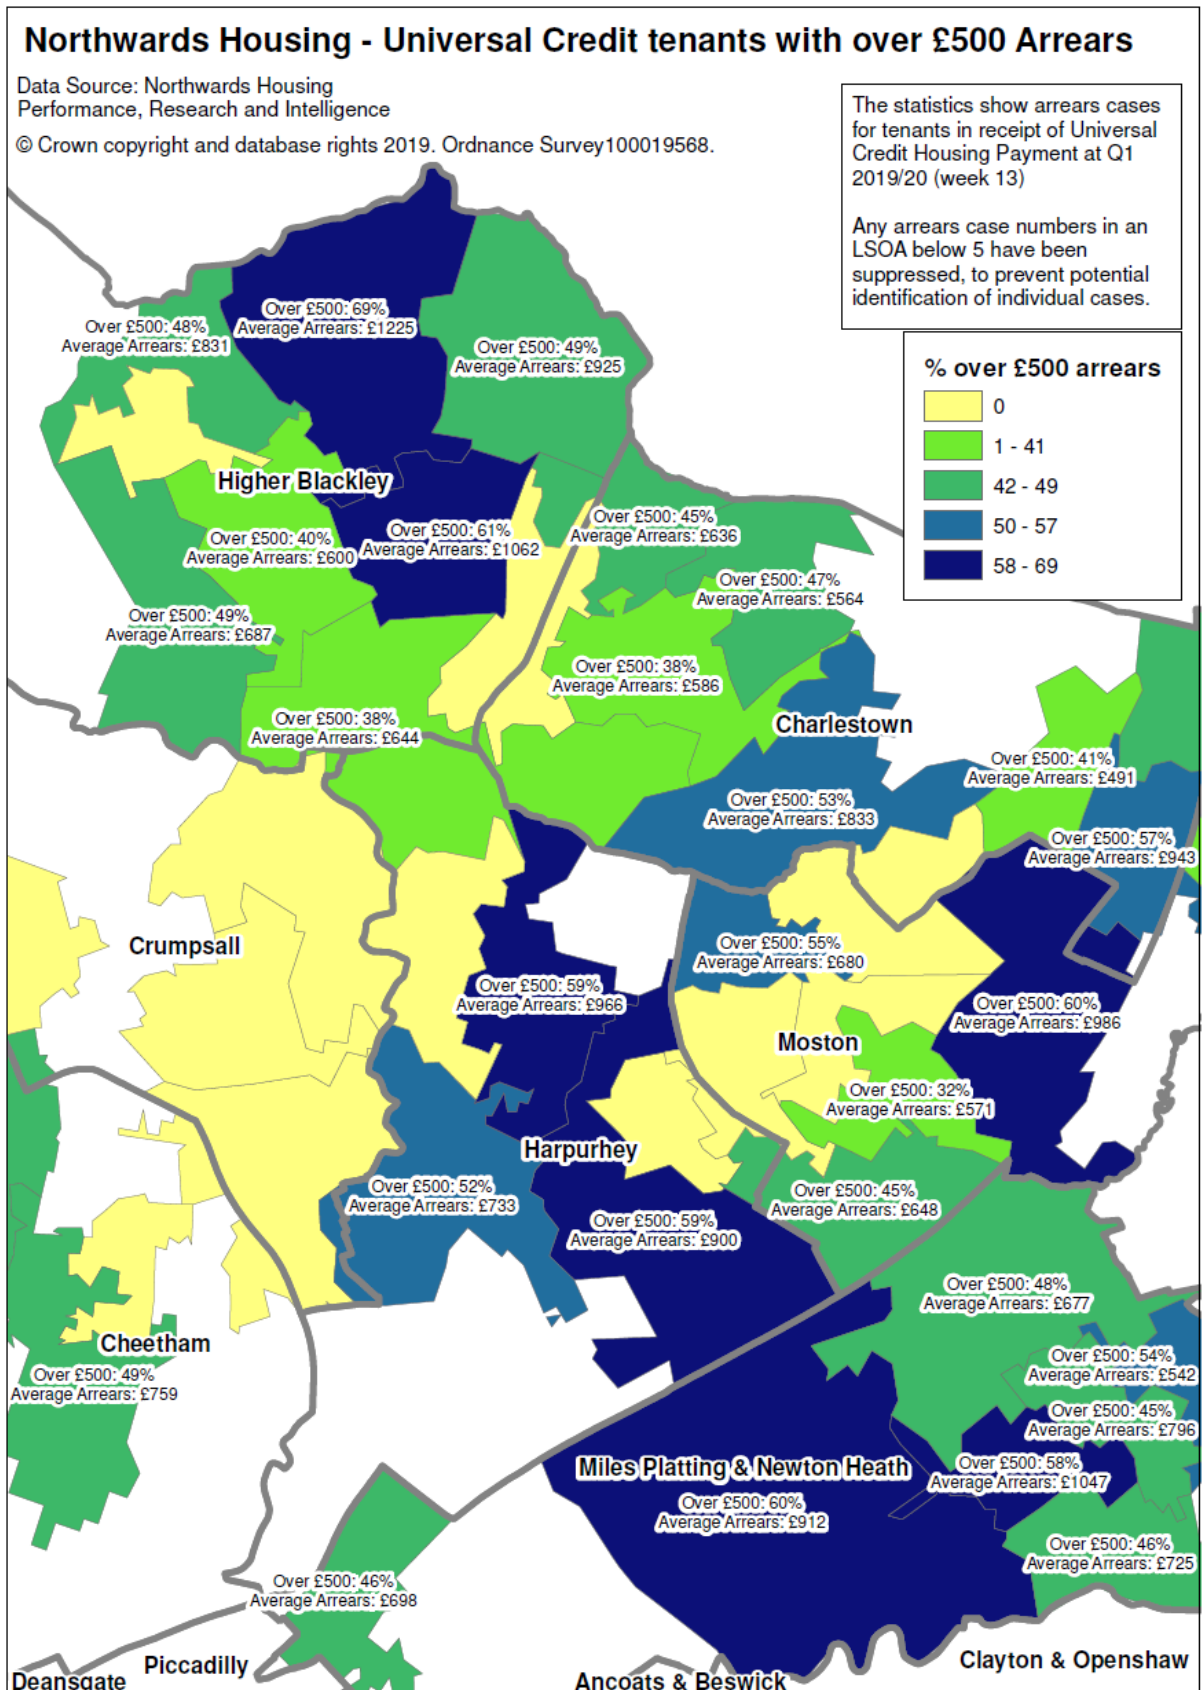 Northwards Housing - Universal Credit tenants with over £500 Arrears
Data Source: Northwards Housing
Performance, Research and Intelligence
© Crown copyright and database rights 2019. Ordnance Survey100019568.
The statistics show arrears cases
for tenants in receipt of Universal
Credit Housing Payment at Q1
2019/20 (week 13)
Any arrears case numbers in an
LSOA below 5 have been
suppressed, to prevent potential
identification of individual cases.
% over £500 arrears
0
1 - 41
42 - 49
50 - 57
58 - 69
Over £500: 69%
Average Arrears: £1225
Over £500: 48%
Average Arrears: £831
Over £500: 49%
Average Arrears: £925
Higher Blackley
Over £500: 45%
Average Arrears: £636
Over £500: 61%
Average Arrears: £1062
Over £500: 40%
Average Arrears: £600
Over £500: 47%
Average Arrears: £564
Over £500: 49%
Average Arrears: £687
Over £500: 38%
Average Arrears: £586
Over £500: 38%
Average Arrears: £644
Charlestown
Over £500: 41%
Average Arrears: £491
Over £500: 53%
Average Arrears: £833
Over £500: 57%
Average Arrears: £943
Crumpsall
Over £500: 55%
Average Arrears: £680
Over £500: 59%
Average Arrears: £966
Over £500: 60%
Average Arrears: £986
Moston
Over £500: 32%
Average Arrears: £571
Harpurhey
Over £500: 52%
Average Arrears: £733
Over £500: 45%
Average Arrears: £648
Over £500: 59%
Average Arrears: £900
Over £500: 48%
Average Arrears: £677
Cheetham
Over £500: 49%
Average Arrears: £759
Over £500: 54%
Average Arrears: £542
Over £500: 45%
Average Arrears: £796
Miles Platting & Newton Heath
Over £500: 58%
Average Arrears: £1047
Over £500: 60%
Average Arrears: £912
Over £500: 46%
Average Arrears: £725
Over £500: 46%
Average Arrears: £698
Piccadilly
Clayton & Openshaw
Deansgate
Ancoats & Beswick